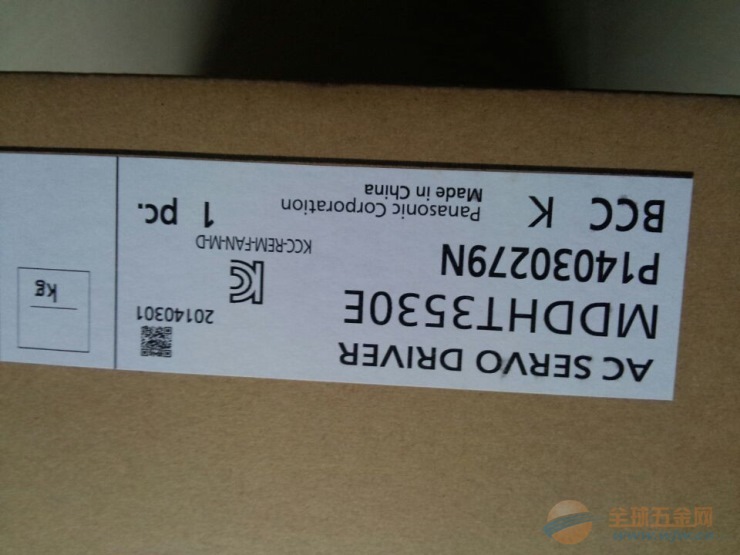 AC SERVO DRIVER
MDDHT3530E
20140301
P14030279N
KCC-REM-FAN-M-D
BCC K
Panasonic Corporation
Made in China
1 pc.
kg
全球五金网